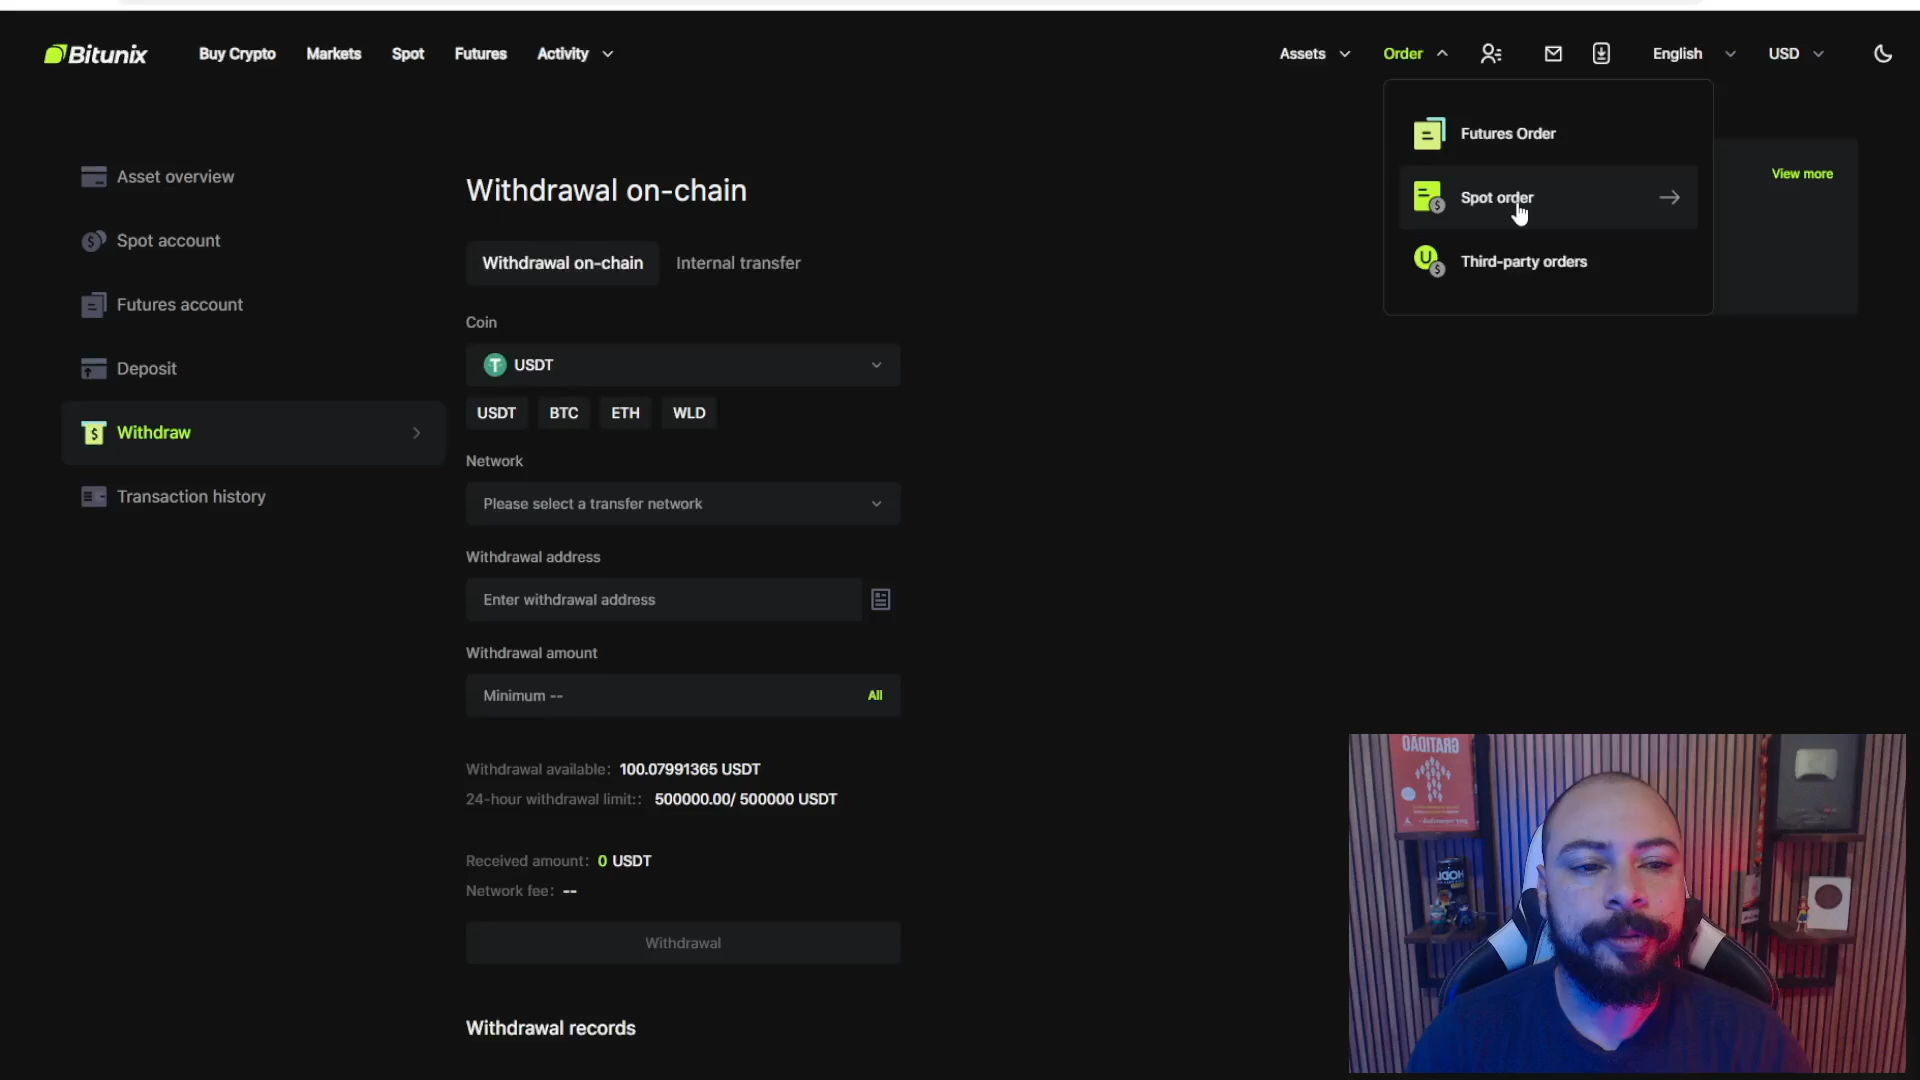 Bitunix
Buy Crypto
Markets
Spot
Futures
Activity
Assets
Order
English
USD
Futures Order
Spot order
Third-party orders
View more
Asset overview
Spot account
Futures account
Deposit
Withdraw
Transaction history
Withdrawal on-chain
Withdrawal on-chain
Internal transfer
Coin
USDT
USDT
BTC
ETH
WLD
Network
Please select a transfer network
Withdrawal address
Enter withdrawal address
Withdrawal amount
Minimum --
All
Withdrawal available: 100.07991365 USDT
24-hour withdrawal limit:: 500000.00/ 500000 USDT
Received amount: 0 USDT
Network fee: --
Withdrawal
Withdrawal records
GRATIDÃO